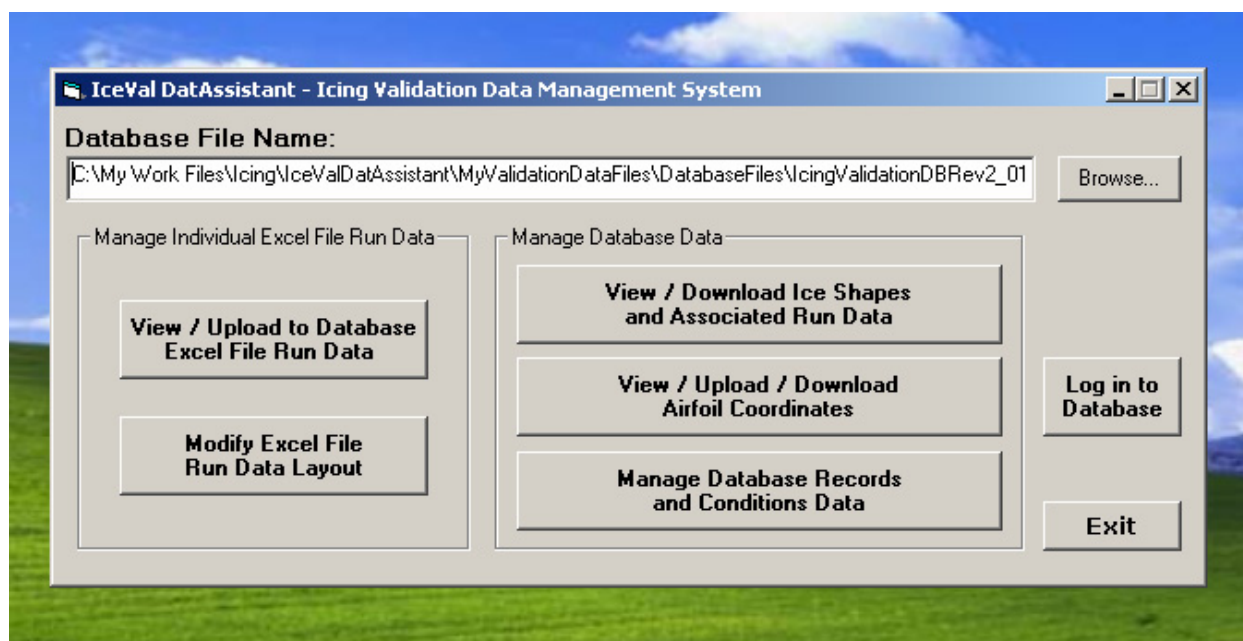 IceVal DatAssistant - Icing Validation Data Management System
Database File Name:
C:\My Work Files\Icing\IceValDatAssistant\MyValidationDataFiles\DatabaseFiles\IcingValidationDBRev2_01
Browse...
Manage Individual Excel File Run Data
View / Upload to Database
Excel File Run Data
Modify Excel File
Run Data Layout
Manage Database Data
View / Download Ice Shapes
and Associated Run Data
View / Upload / Download
Airfoil Coordinates
Manage Database Records
and Conditions Data
Log in to
Database
Exit